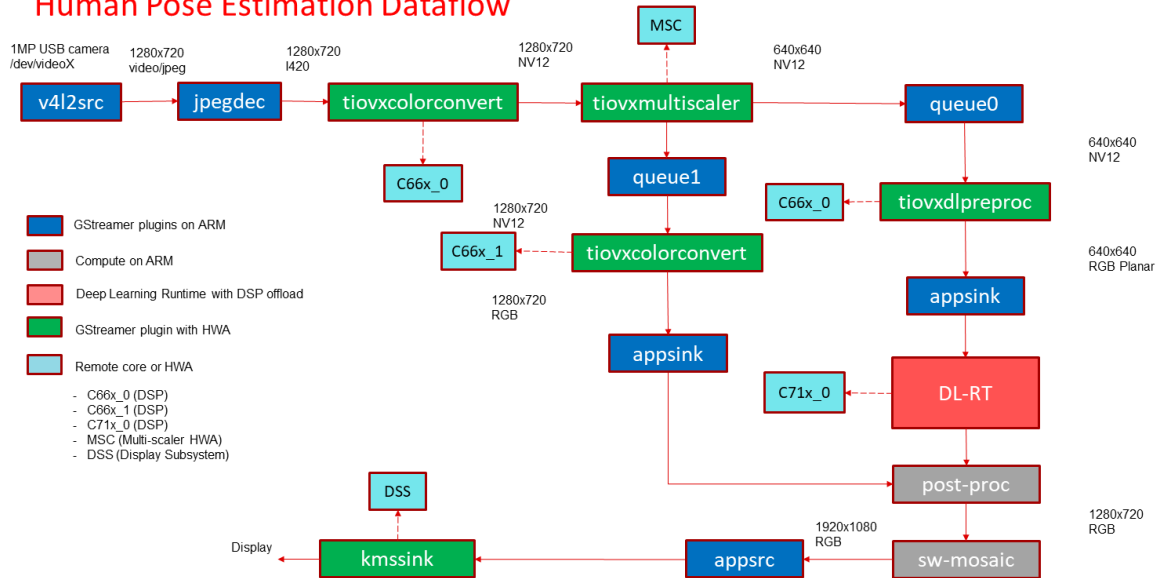 Human Pose Estimation Dataflow
MSC
1MP USB camera
/dev/videoX
1280x720
video/jpeg
1280x720
I420
1280x720
NV12
640x640
NV12
v4l2src
jpegdec
tiovxcolorconvert
tiovxmultiscaler
queue0
640x640
NV12
C66x_0
queue1
C66x_0
tiovxdlpreproc
1280x720
NV12
C66x_1
tiovxcolorconvert
640x640
RGB Planar
GStreamer plugins on ARM
Compute on ARM
Deep Learning Runtime with DSP offload
GStreamer plugin with HWA
Remote core or HWA
- C66x_0 (DSP)
- C66x_1 (DSP)
- C71x_0 (DSP)
- MSC (Multi-scaler HWA)
- DSS (Display Subsystem)
1280x720
RGB
appsink
appsink
C71x_0
DL-RT
post-proc
DSS
1280x720
RGB
1920x1080
RGB
Display
kmssink
appsrc
sw-mosaic